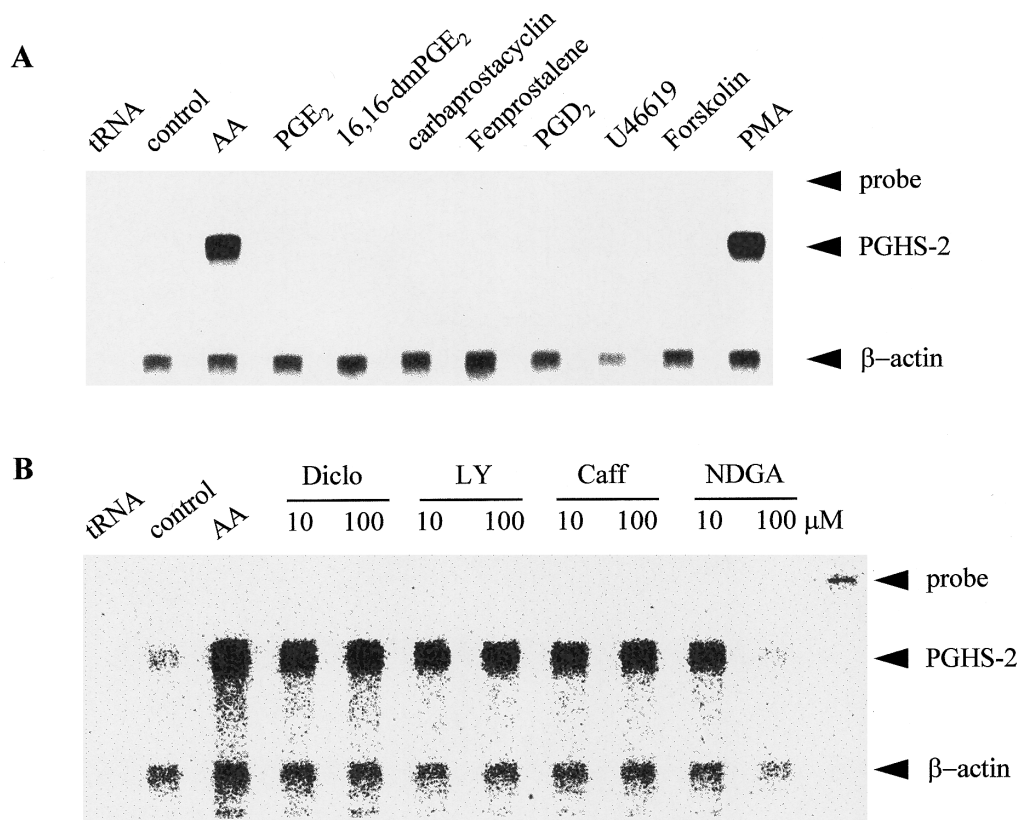 A
tRNA
control
AA
PGE₂
16,16-dmPGE₂
carbaprostacyclin
Fenprostalene
PGD₂
U46619
Forskolin
PMA
probe
PGHS-2
β–actin
B
Diclo LY Caff NDGA
tRNA
control
AA
10 100 10 100 10 100 10 100 µM
probe
PGHS-2
β–actin